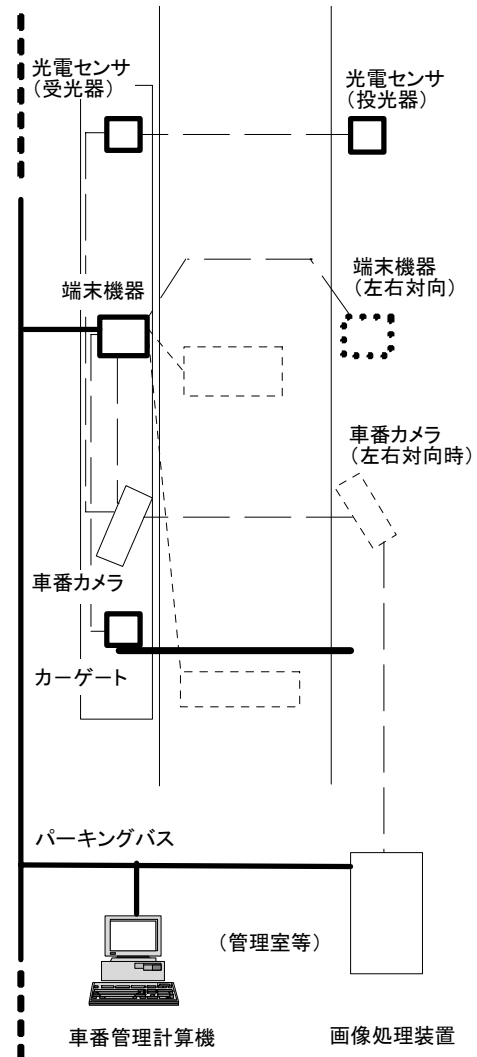 光電センサ
(受光器)
光電センサ
(投光器)
端末機器
端末機器
(左右対向)
車番カメラ
(左右対向時)
車番カメラ
カーゲート
パーキングバス
(管理室等)
車番管理計算機
画像処理装置